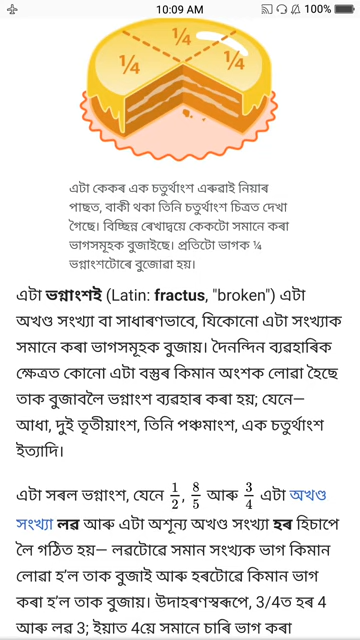 10:09 AM
100%
¼
¼
¼
এটা কেকৰ এক চতুৰ্থাংশ এৰুৱাই নিয়াৰ
পাছত, বাকী থকা তিনি চতুৰ্থাংশ চিত্ৰত দেখা
গৈছে। বিচ্ছিন্ন ৰেখাদ্বয়ে কেকটো সমানে কৰা
ভাগসমূহক বুজাইছে। প্ৰতিটো ভাগক ¼
ভগ্নাংশটোৰে বুজোৱা হয়।
এটা ভগ্নাংশই (Latin: fractus, "broken") এটা
অখণ্ড সংখ্যা বা সাধাৰণভাবে, যিকোনো এটা সংখ্যাক
সমানে কৰা ভাগসমূহক বুজায়। দৈনন্দিন ব্যৱহাৰিক
ক্ষেত্ৰত কোনো এটা বস্তুৰ কিমান অংশক লোৱা হৈছে
তাক বুজাবলৈ ভগ্নাংশ ব্যৱহাৰ কৰা হয়; যেনে—
আধা, দুই তৃতীয়াংশ, তিনি পঞ্চমাংশ, এক চতুৰ্থাংশ
ইত্যাদি।
এটা সৰল ভগ্নাংশ, যেনে 1/2, 8/5 আৰু 3/4 এটা অখণ্ড
সংখ্যা লৱ আৰু এটা অশূন্য অখণ্ড সংখ্যা হৰ হিচাপে
লৈ গঠিত হয়— লৱটোৱে সমান সংখ্যক ভাগ কিমান
লোৱা হ'ল তাক বুজাই আৰু হৰটোৱে কিমান ভাগ
কৰা হ'ল তাক বুজায়। উদাহৰণস্বৰূপে, 3/4ত হৰ 4
আৰু লৱ 3; ইয়াত 4য়ে সমানে চাৰি ভাগ কৰা